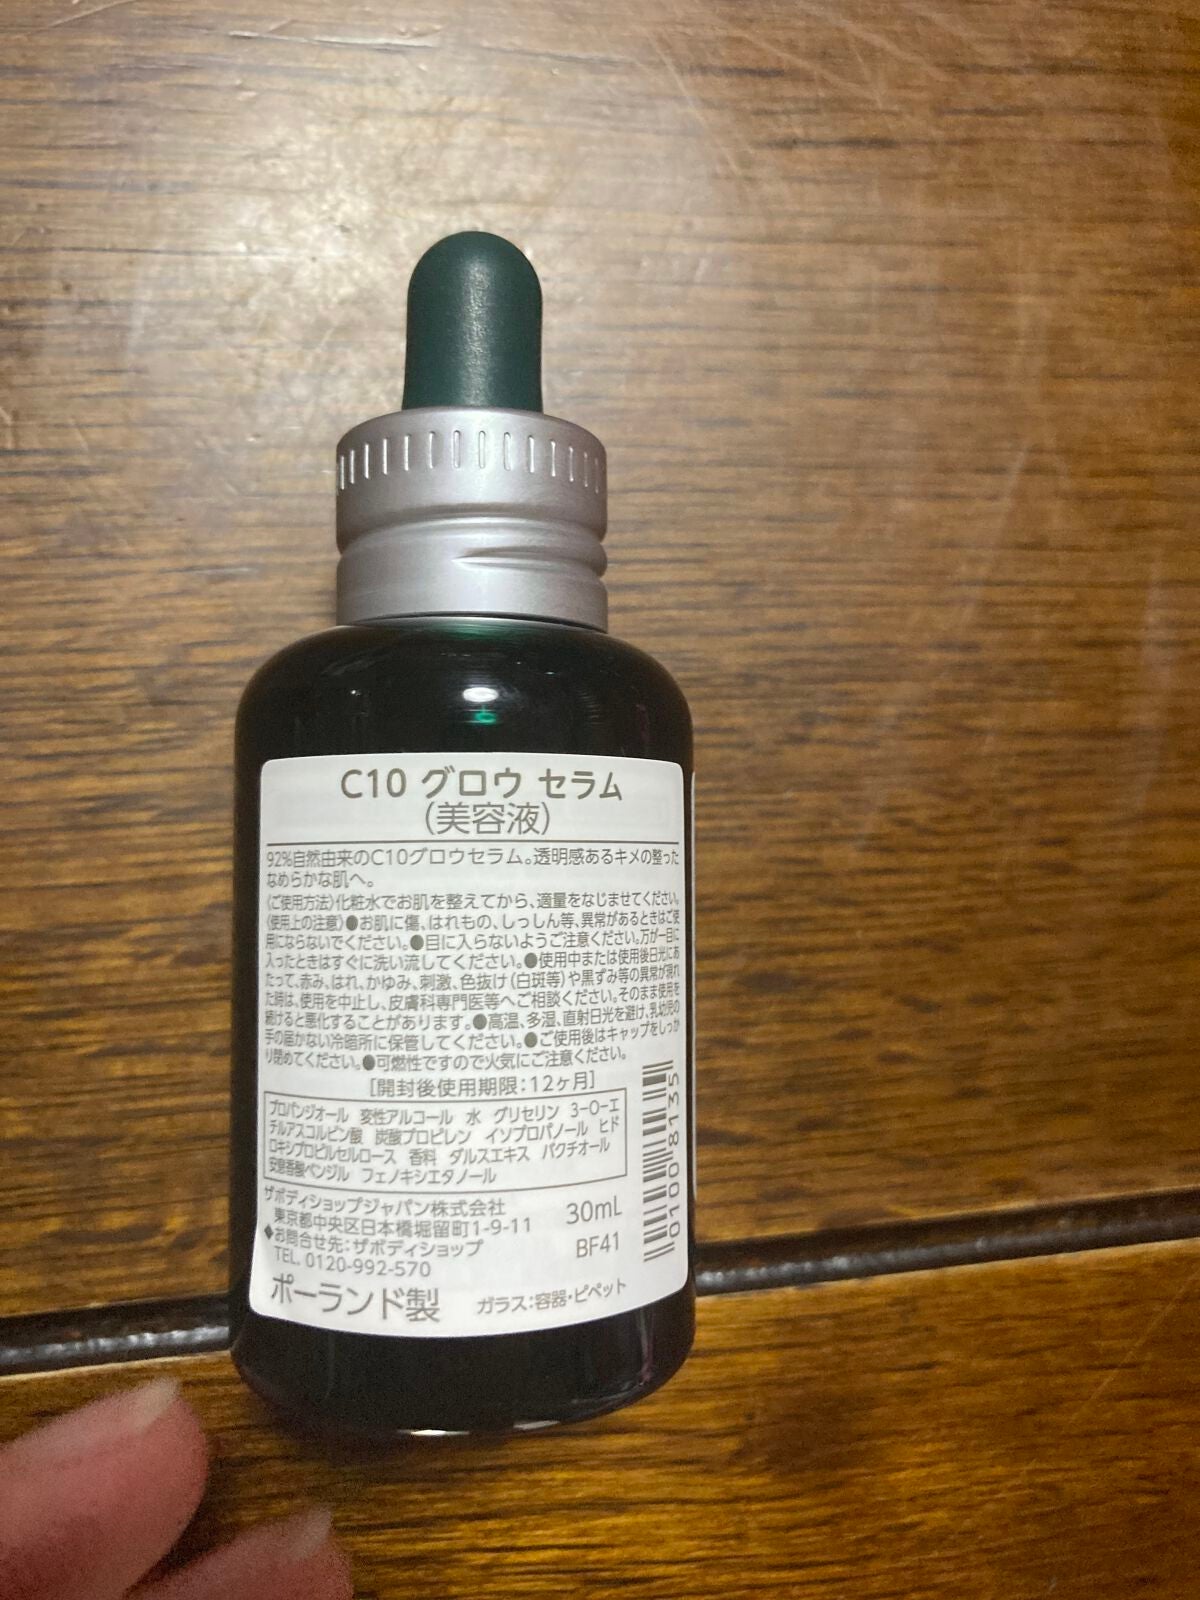 C10 グロウ セラム
(美容液)
92%自然由来のC10グロウセラム。透明感あるキメの整った
なめらかな肌へ。
〈ご使用方法〉化粧水でお肌を整えてから、適量をなじませてください。
〈使用上の注意〉●お肌に傷、はれもの、しっしん等、異常があるときはご使
用にならないでください。●目に入らないようご注意ください。万が一目に
入ったときはすぐに洗い流してください。●使用中または使用後日光にあ
たって、赤み、はれ、かゆみ、刺激、色抜け(白斑等)や黒ずみ等の異常が現れ
た時は、使用を中止し、皮膚科専門医等へご相談ください。そのまま使用を
続けると悪化することがあります。●高温、多湿、直射日光を避け、乳幼児の
手の届かない冷暗所に保管してください。●ご使用後はキャップをしっか
り閉めてください。●可燃性ですので火気にご注意ください。
[開封後使用期限:12ヶ月]
プロパンジオール 変性アルコール 水 グリセリン 3-O-エ
チルアスコルビン酸 炭酸プロピレン イソプロパノール ヒド
ロキシプロピルセルロース 香料 ダルスエキス バクチオール
安息香酸ベンジル フェノキシエタノール
ザボディショップジャパン株式会社
東京都中央区日本橋堀留町1-9-11
◆お問合せ先:ザボディショップ
TEL. 0120-992-570
ポーランド製
30mL
BF41
ガラス:容器・ピペット
01008135